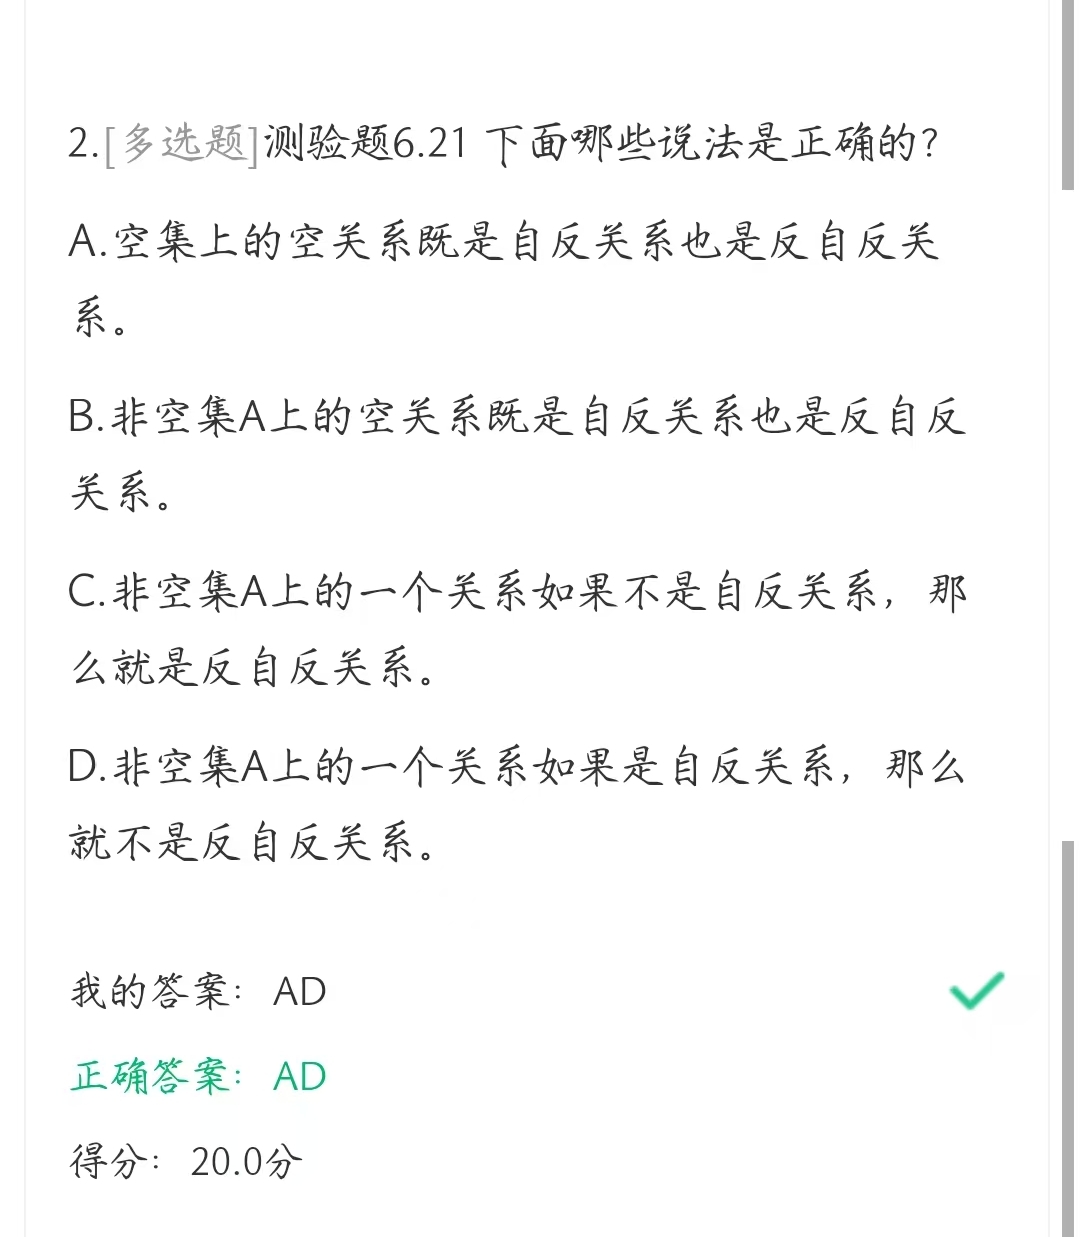 2.[多选题]测验题6.21 下面哪些说法是正确的?
A.空集上的空关系既是自反关系也是反自反关
系。
B.非空集A上的空关系既是自反关系也是反自反
关系。
C.非空集A上的一个关系如果不是自反关系，那
么就是反自反关系。
D.非空集A上的一个关系如果是自反关系，那么
就不是反自反关系。
我的答案： AD
正确答案： AD
得分： 20.0分